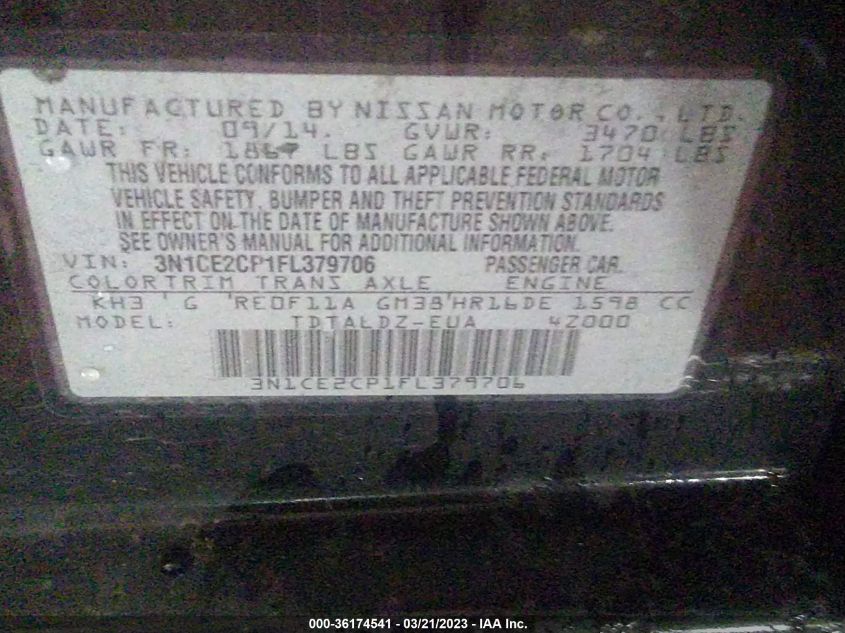 MANUFACTURED BY NISSAN MOTOR CO., LTD.
DATE: 09/14. GVWR: 3470 LBS
GAWR FR: 1867 LBS GAWR RR: 1704 LBS
THIS VEHICLE CONFORMS TO ALL APPLICABLE FEDERAL MOTOR
VEHICLE SAFETY, BUMPER AND THEFT PREVENTION STANDARDS
IN EFFECT ON THE DATE OF MANUFACTURE SHOWN ABOVE.
SEE OWNER'S MANUAL FOR ADDITIONAL INFORMATION.
VIN: 3N1CE2CP1FL379706 PASSENGER CAR.
COLOR TRIM TRANS AXLE ENGINE
KH3 G RE0F11A GM38 HR16DE 1598 CC
MODEL: TDTALDZ-EUA 4Z000
3N1CE2CP1FL379706
000-36174541 - 03/21/2023 - IAA Inc.